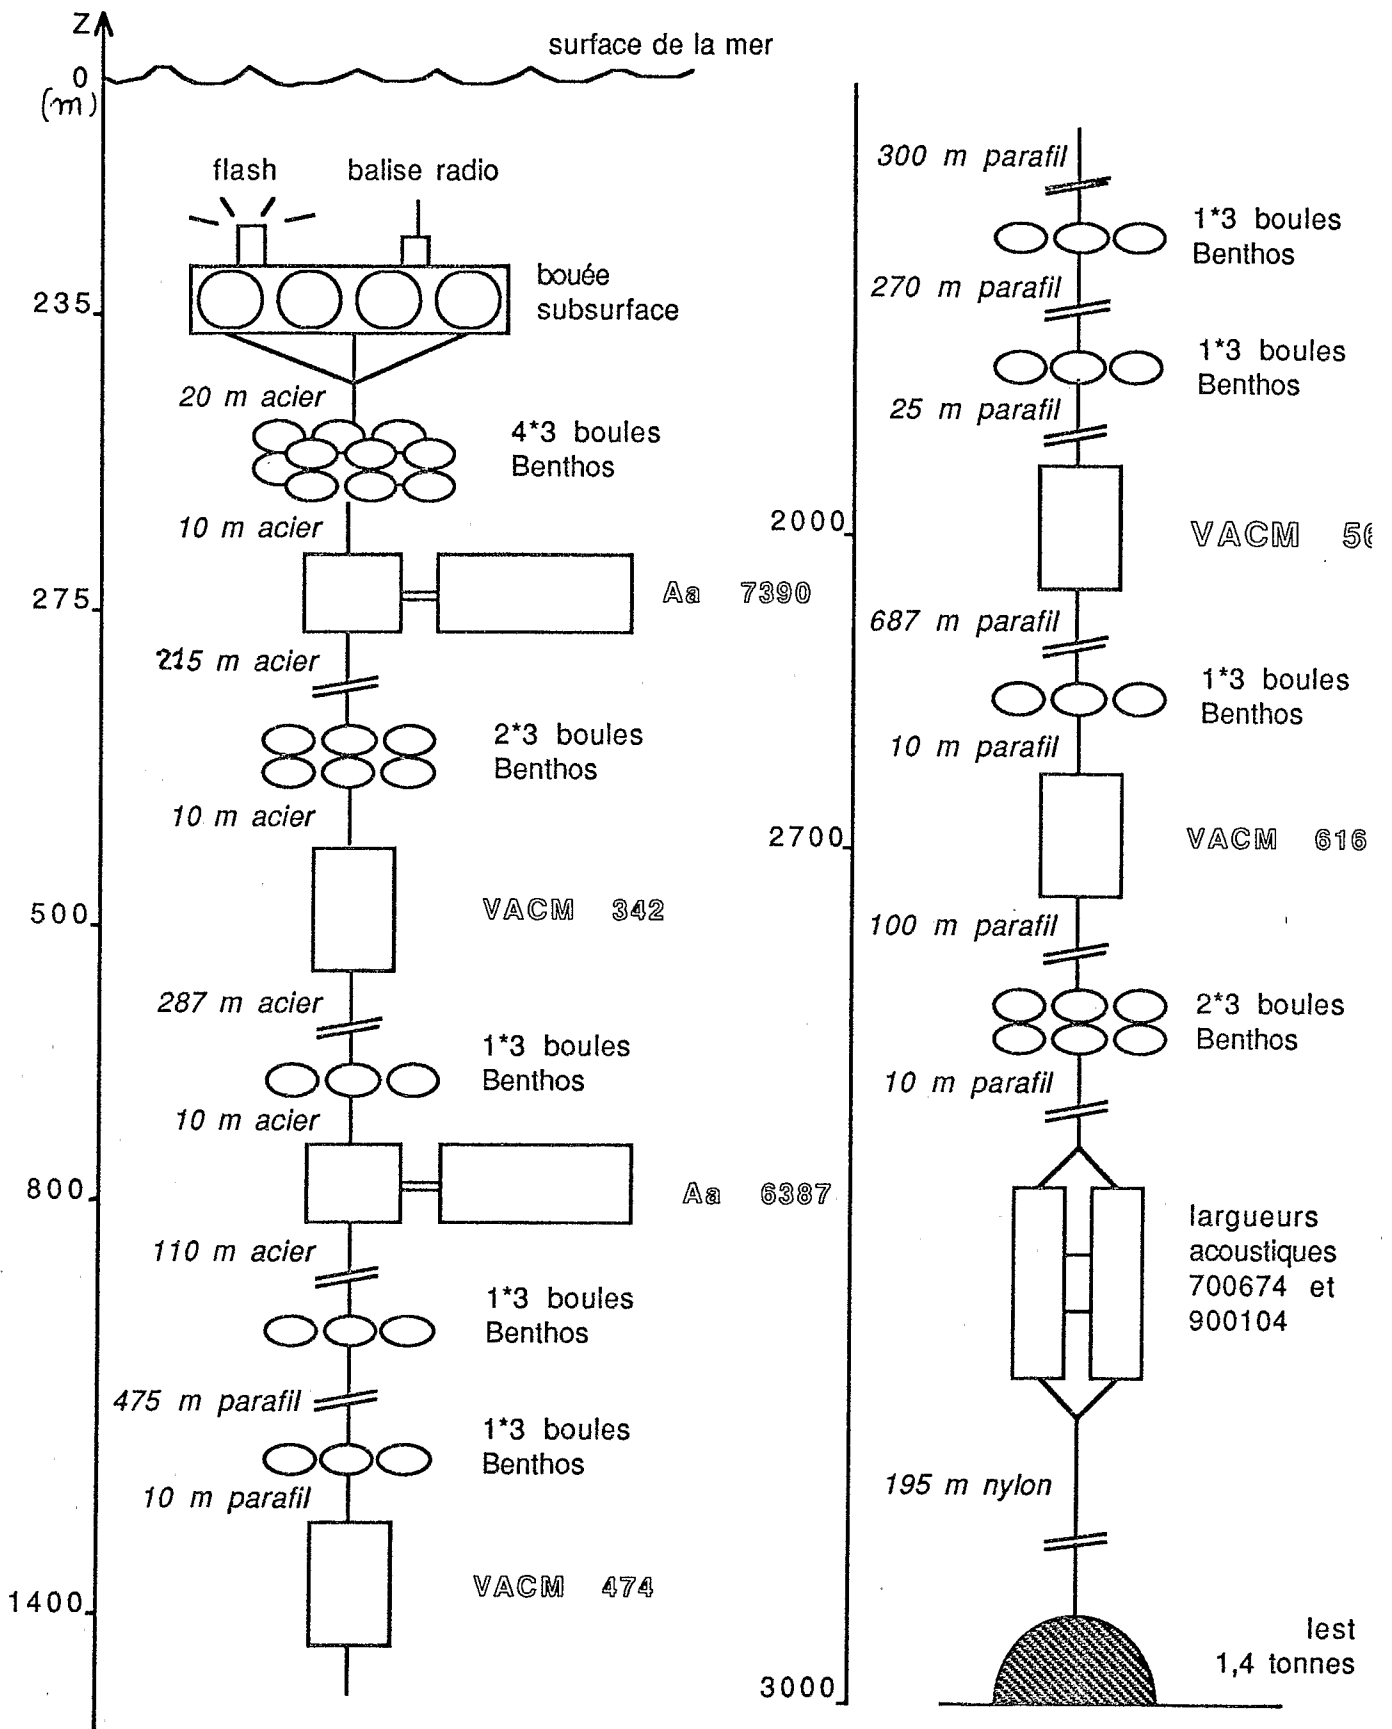 Z
0
(m)
surface de la mer
flash
balise radio
235
bouée
subsurface
20 m acier
4*3 boules
Benthos
10 m acier
275
Aa 7390
215 m acier
2*3 boules
Benthos
10 m acier
500
VACM 342
287 m acier
1*3 boules
Benthos
10 m acier
800
Aa 6387
110 m acier
1*3 boules
Benthos
475 m parafil
1*3 boules
Benthos
10 m parafil
1400
VACM 474
300 m parafil
1*3 boules
Benthos
270 m parafil
1*3 boules
Benthos
25 m parafil
2000
VACM
687 m parafil
1*3 boules
Benthos
10 m parafil
2700
VACM 616
100 m parafil
2*3 boules
Benthos
10 m parafil
largueurs
acoustiques
700674 et
900104
195 m nylon
lest
1,4 tonnes
3000